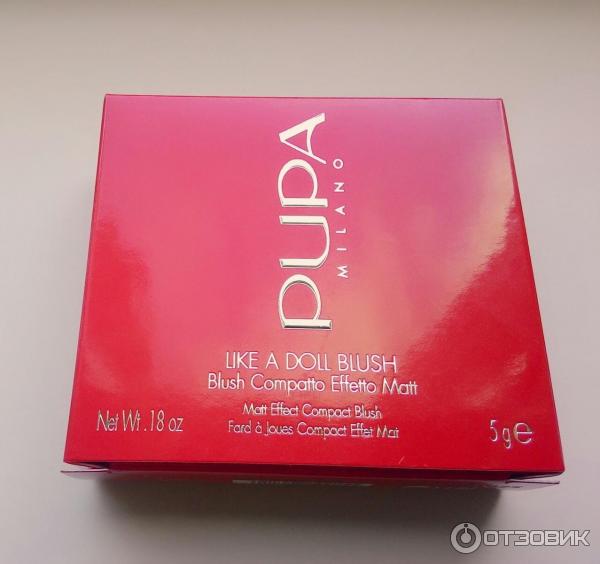 PUPA
MILANO
LIKE A DOLL BLUSH
Blush Compatto Effetto Matt
Matt Effect Compact Blush
Fard à Joues Compact Effet Mat
Net Wt. .18 oz
5 g e
ОТЗОВИК